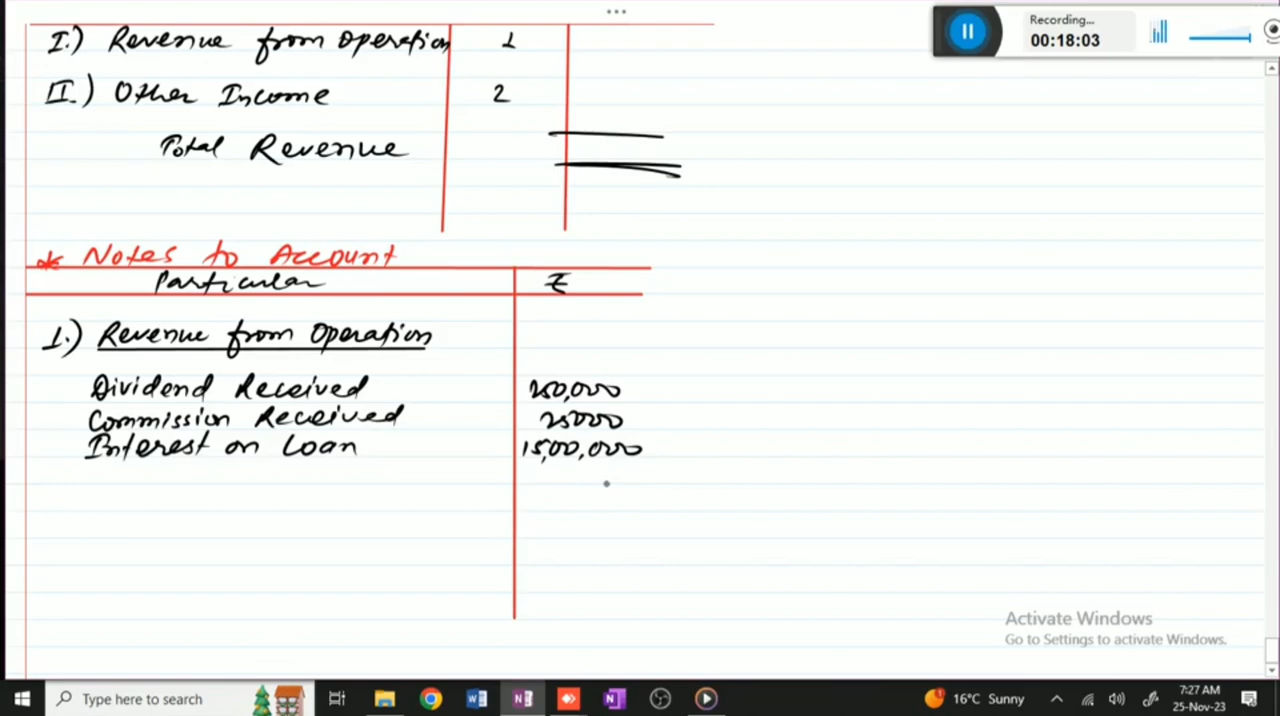 ...
Recording...
00:18:03
I.) Revenue from operation 1
II.) Other Income 2
Total Revenue
* Notes to Account
Particular ₹
1.) Revenue from Operation
Dividend Received 250,000
Commission Received 25000
Interest on Loan 15,00,000
Activate Windows
Go to Settings to activate Windows.
Type here to search
16°C Sunny
7:27 AM
25-Nov-23